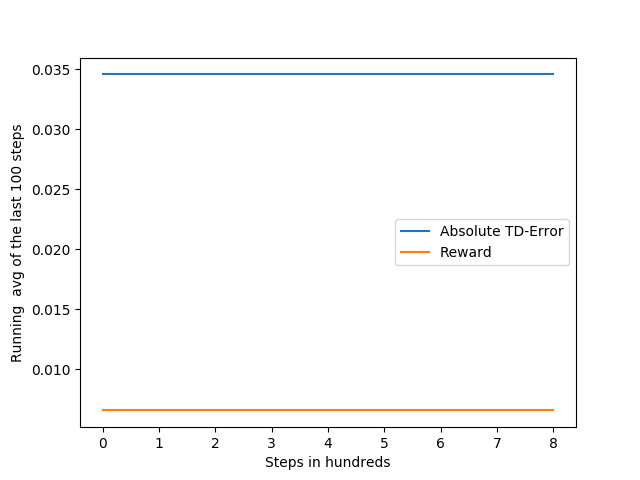 0.035
0.030
0.025
0.020
0.015
0.010
Running  avg of the last 100 steps
Absolute TD-Error
Reward
0 1 2 3 4 5 6 7 8
Steps in hundreds